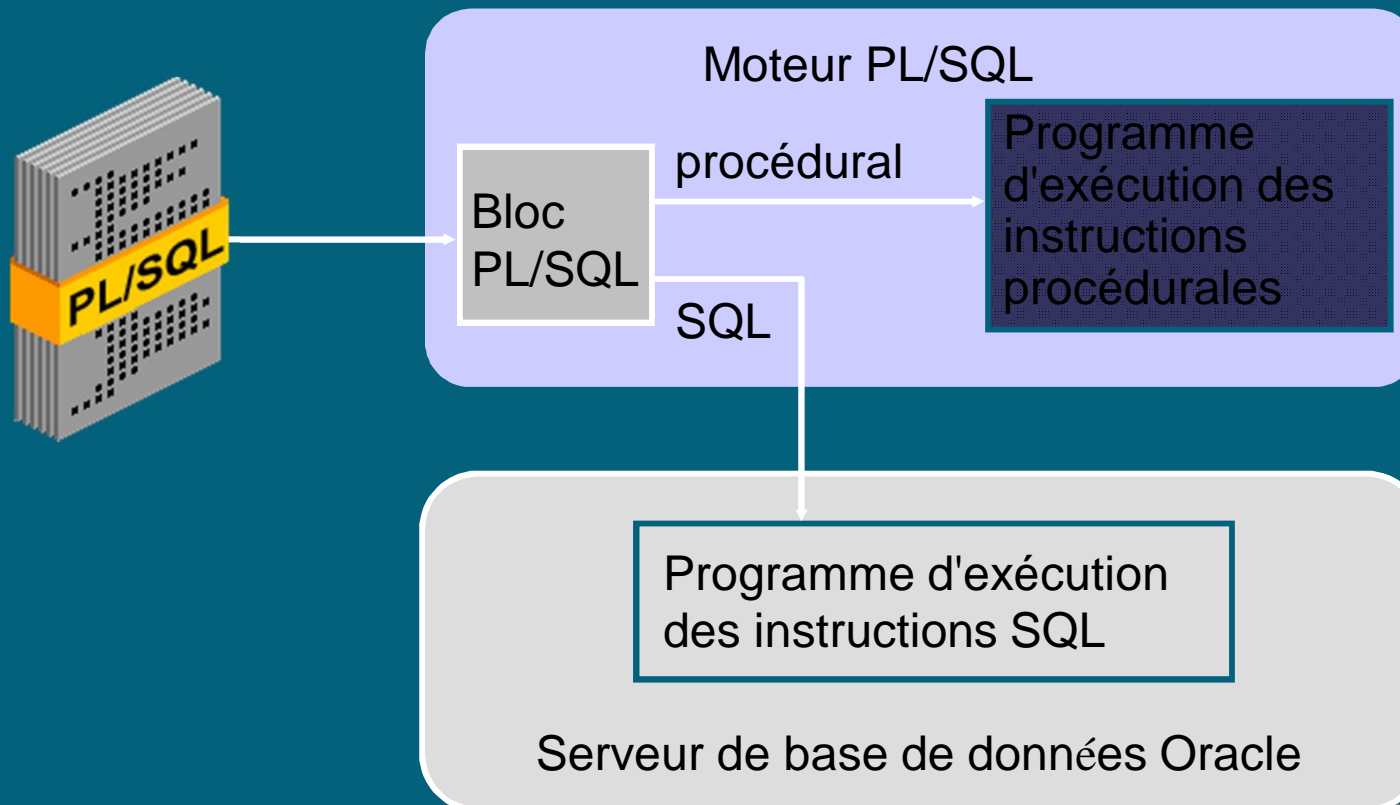 Moteur PL/SQL
PL/SQL
Bloc
PL/SQL
procédural
SQL
Programme
d'exécution des
instructions
procédurales
Programme d'exécution
des instructions SQL
Serveur de base de données Oracle